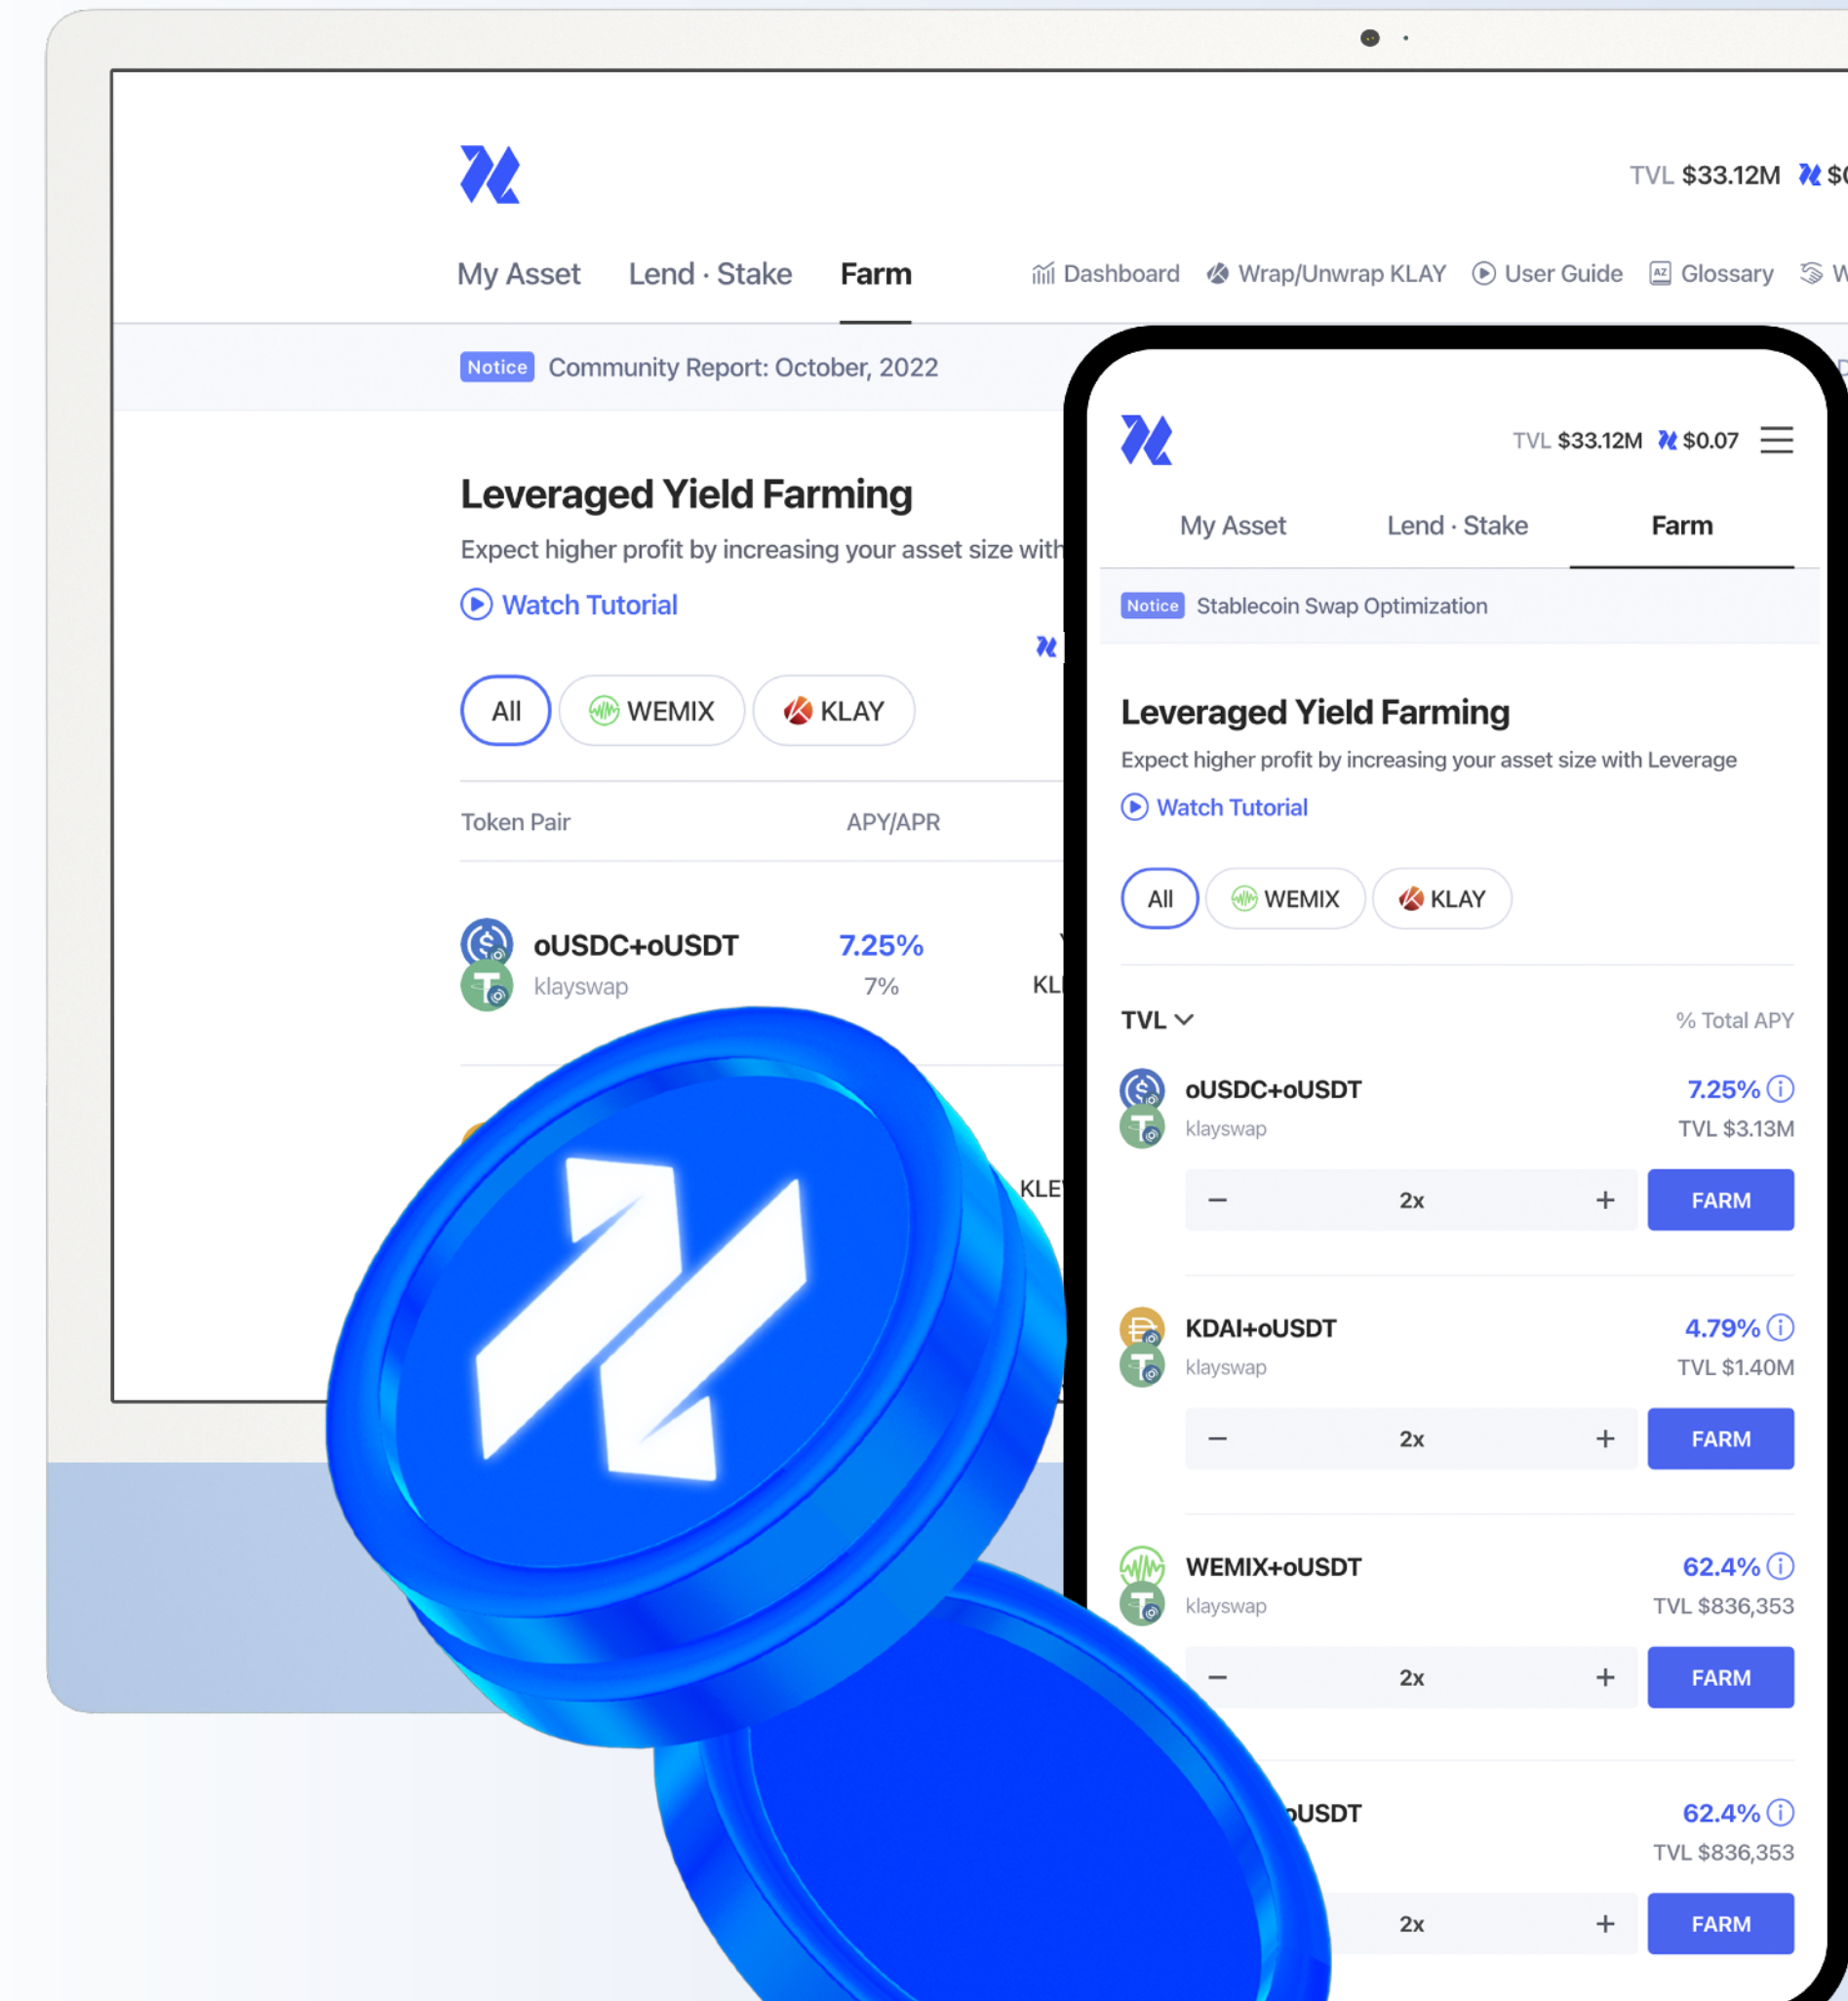 TVL $33.12M
My Asset Lend · Stake Farm Dashboard Wrap/Unwrap KLAY User Guide AZ Glossary
Notice Community Report: October, 2022
Leveraged Yield Farming
Expect higher profit by increasing your asset size with
Watch Tutorial
All WEMIX KLAY
Token Pair APY/APR
oUSDC+oUSDT 7.25%
klayswap 7%
TVL $33.12M $0.07
My Asset Lend · Stake Farm
Notice Stablecoin Swap Optimization
Leveraged Yield Farming
Expect higher profit by increasing your asset size with Leverage
Watch Tutorial
All WEMIX KLAY
TVL % Total APY
oUSDC+oUSDT 7.25%
klayswap TVL $3.13M
− 2x + FARM
KDAI+oUSDT 4.79%
klayswap TVL $1.40M
− 2x + FARM
WEMIX+oUSDT 62.4%
klayswap TVL $836,353
− 2x + FARM
oUSDT 62.4%
TVL $836,353
2x + FARM